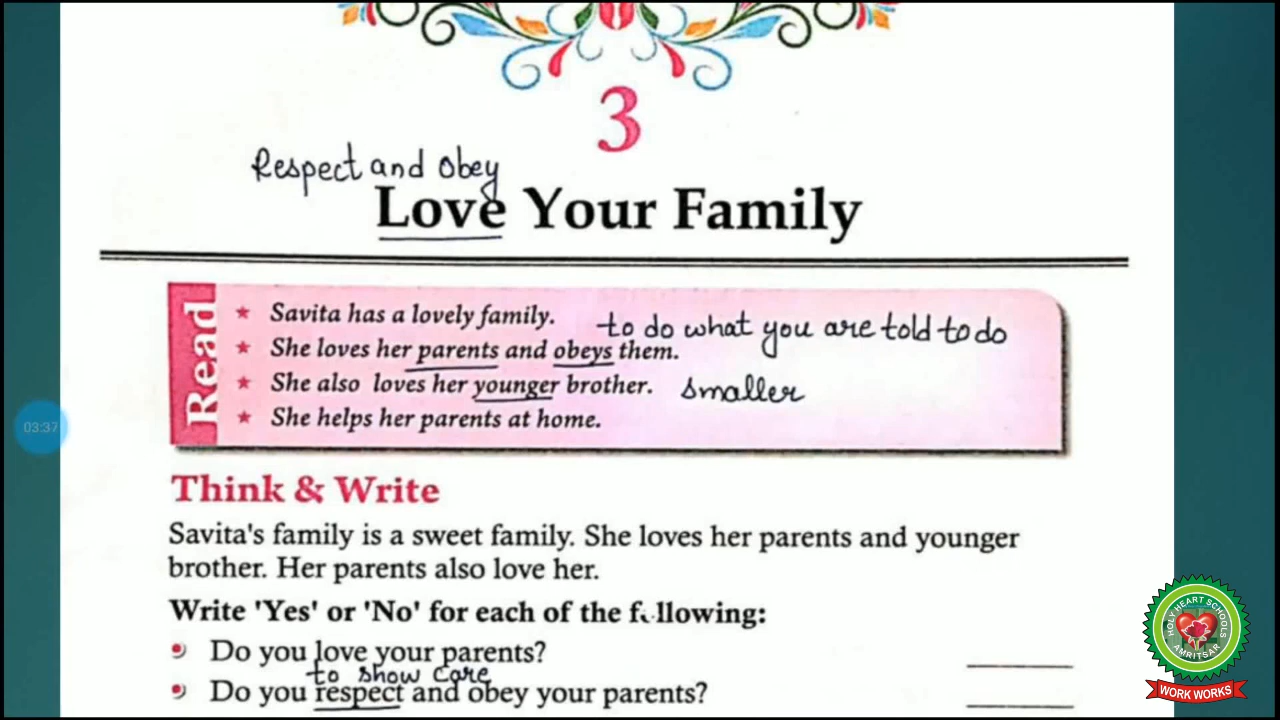 3
Respect and Obey
Love Your Family
Read
★ Savita has a lovely family.
to do what you are told to do
★ She loves her parents and obeys them.
★ She also loves her younger brother. smaller
★ She helps her parents at home.
03:37
Think & Write
Savita's family is a sweet family. She loves her parents and younger
brother. Her parents also love her.
Write 'Yes' or 'No' for each of the following:
Do you love your parents?
to show care
Do you respect and obey your parents?
HOLY HEART SCHOOLS
AMRITSAR
WORK WORKS